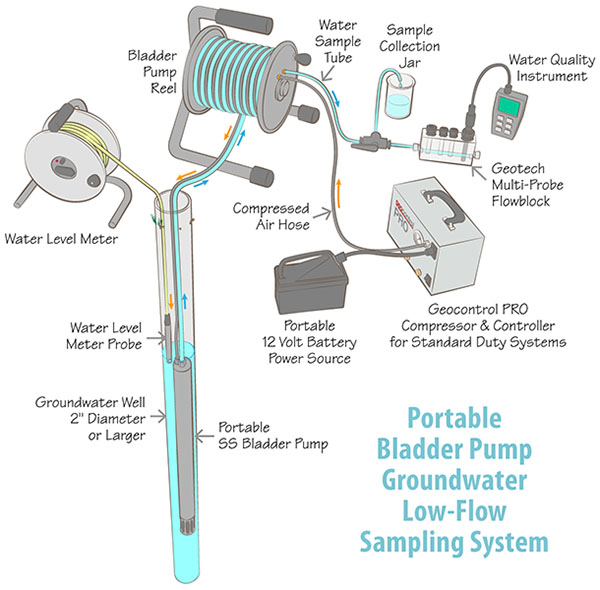 Bladder
Pump
Reel
Water
Sample
Tube
Sample
Collection
Jar
Water Quality
Instrument
Geotech
Multi-Probe
Flowblock
Water Level Meter
Compressed
Air Hose
geocontrol
PRO
Portable
12 Volt Battery
Power Source
Geocontrol PRO
Compressor & Controller
for Standard Duty Systems
Water Level
Meter Probe
Groundwater Well
2" Diameter
or Larger
Portable
SS Bladder Pump
Portable
Bladder Pump
Groundwater
Low-Flow
Sampling System